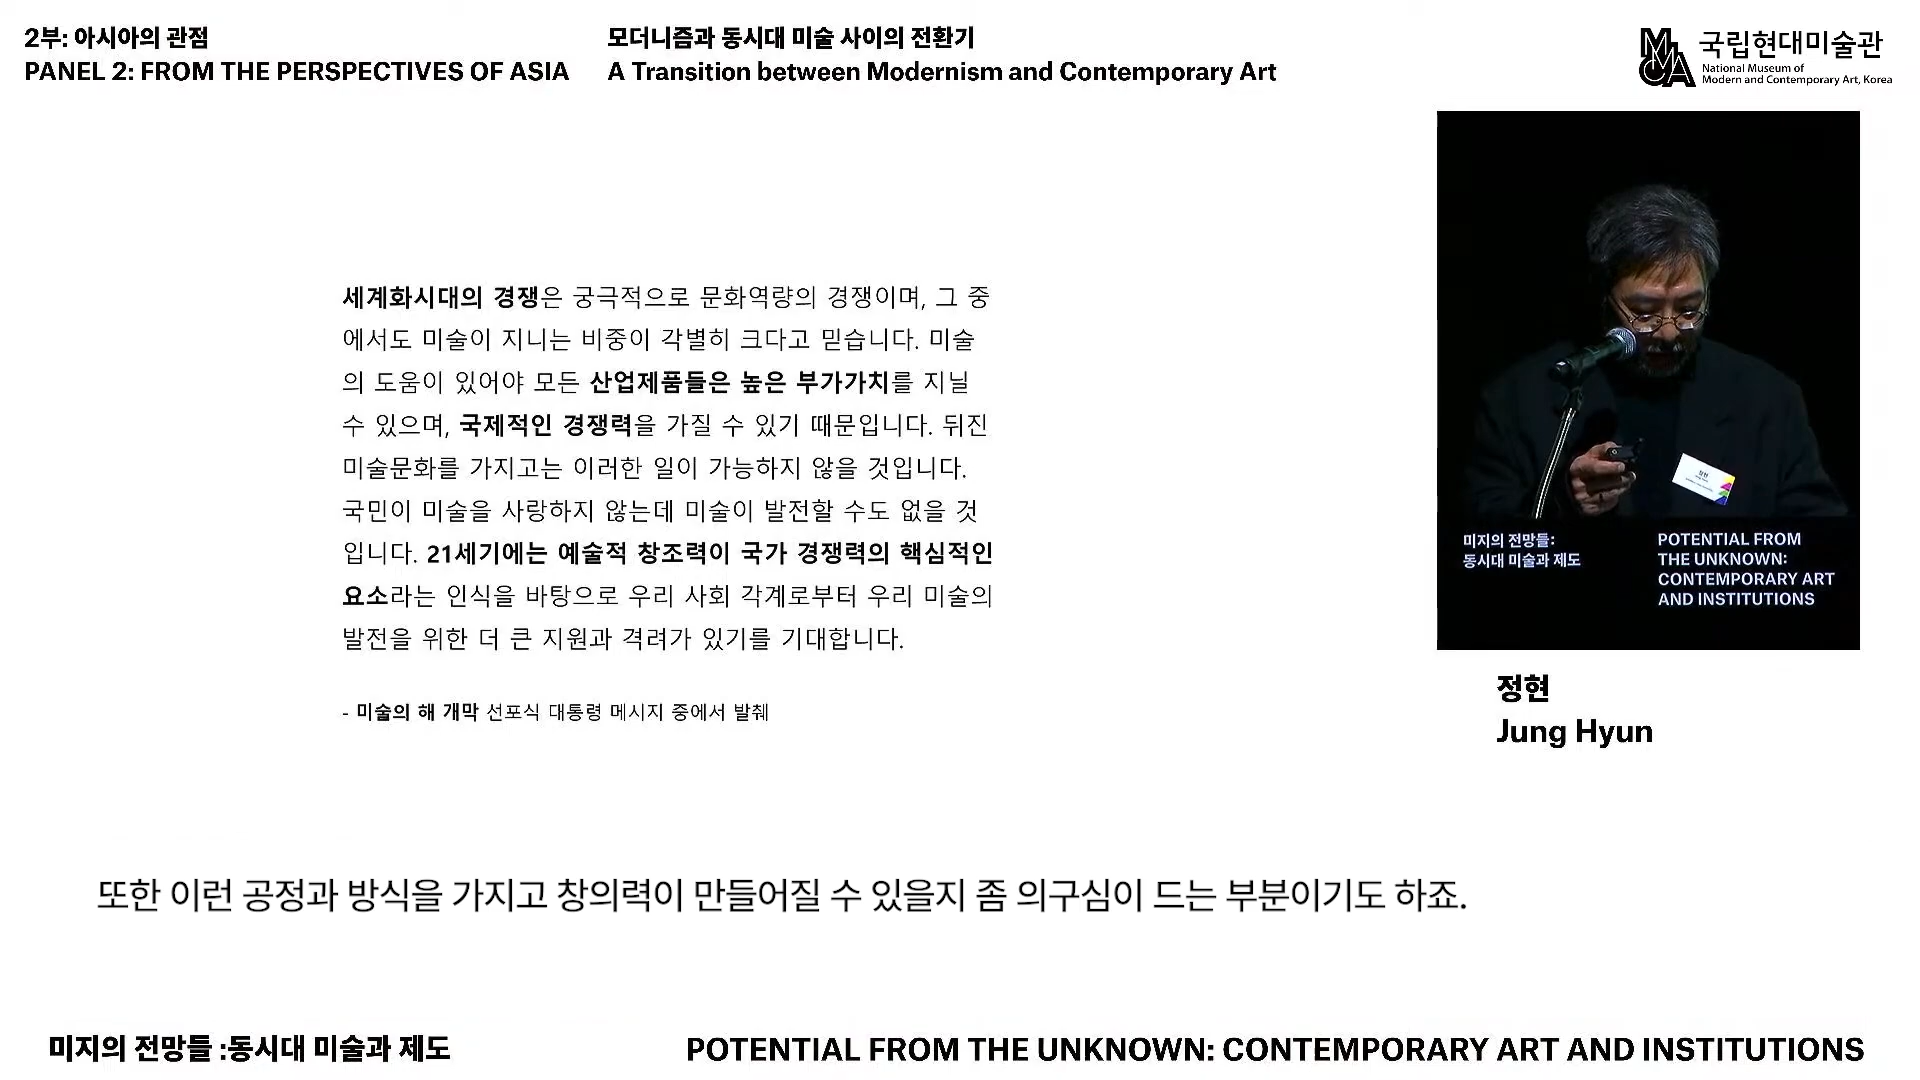 2부: 아시아의 관점
PANEL 2: FROM THE PERSPECTIVES OF ASIA
모더니즘과 동시대 미술 사이의 전환기
A Transition between Modernism and Contemporary Art
MMCA
국립현대미술관
National Museum of
Modern and Contemporary Art, Korea
세계화시대의 경쟁은 궁극적으로 문화역량의 경쟁이며, 그 중
에서도 미술이 지니는 비중이 각별히 크다고 믿습니다. 미술
의 도움이 있어야 모든 산업제품들은 높은 부가가치를 지닐
수 있으며, 국제적인 경쟁력을 가질 수 있기 때문입니다. 뒤진
미술문화를 가지고는 이러한 일이 가능하지 않을 것입니다.
국민이 미술을 사랑하지 않는데 미술이 발전할 수도 없을 것
입니다. 21세기에는 예술적 창조력이 국가 경쟁력의 핵심적인
요소라는 인식을 바탕으로 우리 사회 각계로부터 우리 미술의
발전을 위한 더 큰 지원과 격려가 있기를 기대합니다.
- 미술의 해 개막 선포식 대통령 메시지 중에서 발췌
정현
미지의 전망들:
동시대 미술과 제도
POTENTIAL FROM
THE UNKNOWN:
CONTEMPORARY ART
AND INSTITUTIONS
정현
Jung Hyun
또한 이런 공정과 방식을 가지고 창의력이 만들어질 수 있을지 좀 의구심이 드는 부분이기도 하죠.
미지의 전망들 :동시대 미술과 제도
POTENTIAL FROM THE UNKNOWN: CONTEMPORARY ART AND INSTITUTIONS